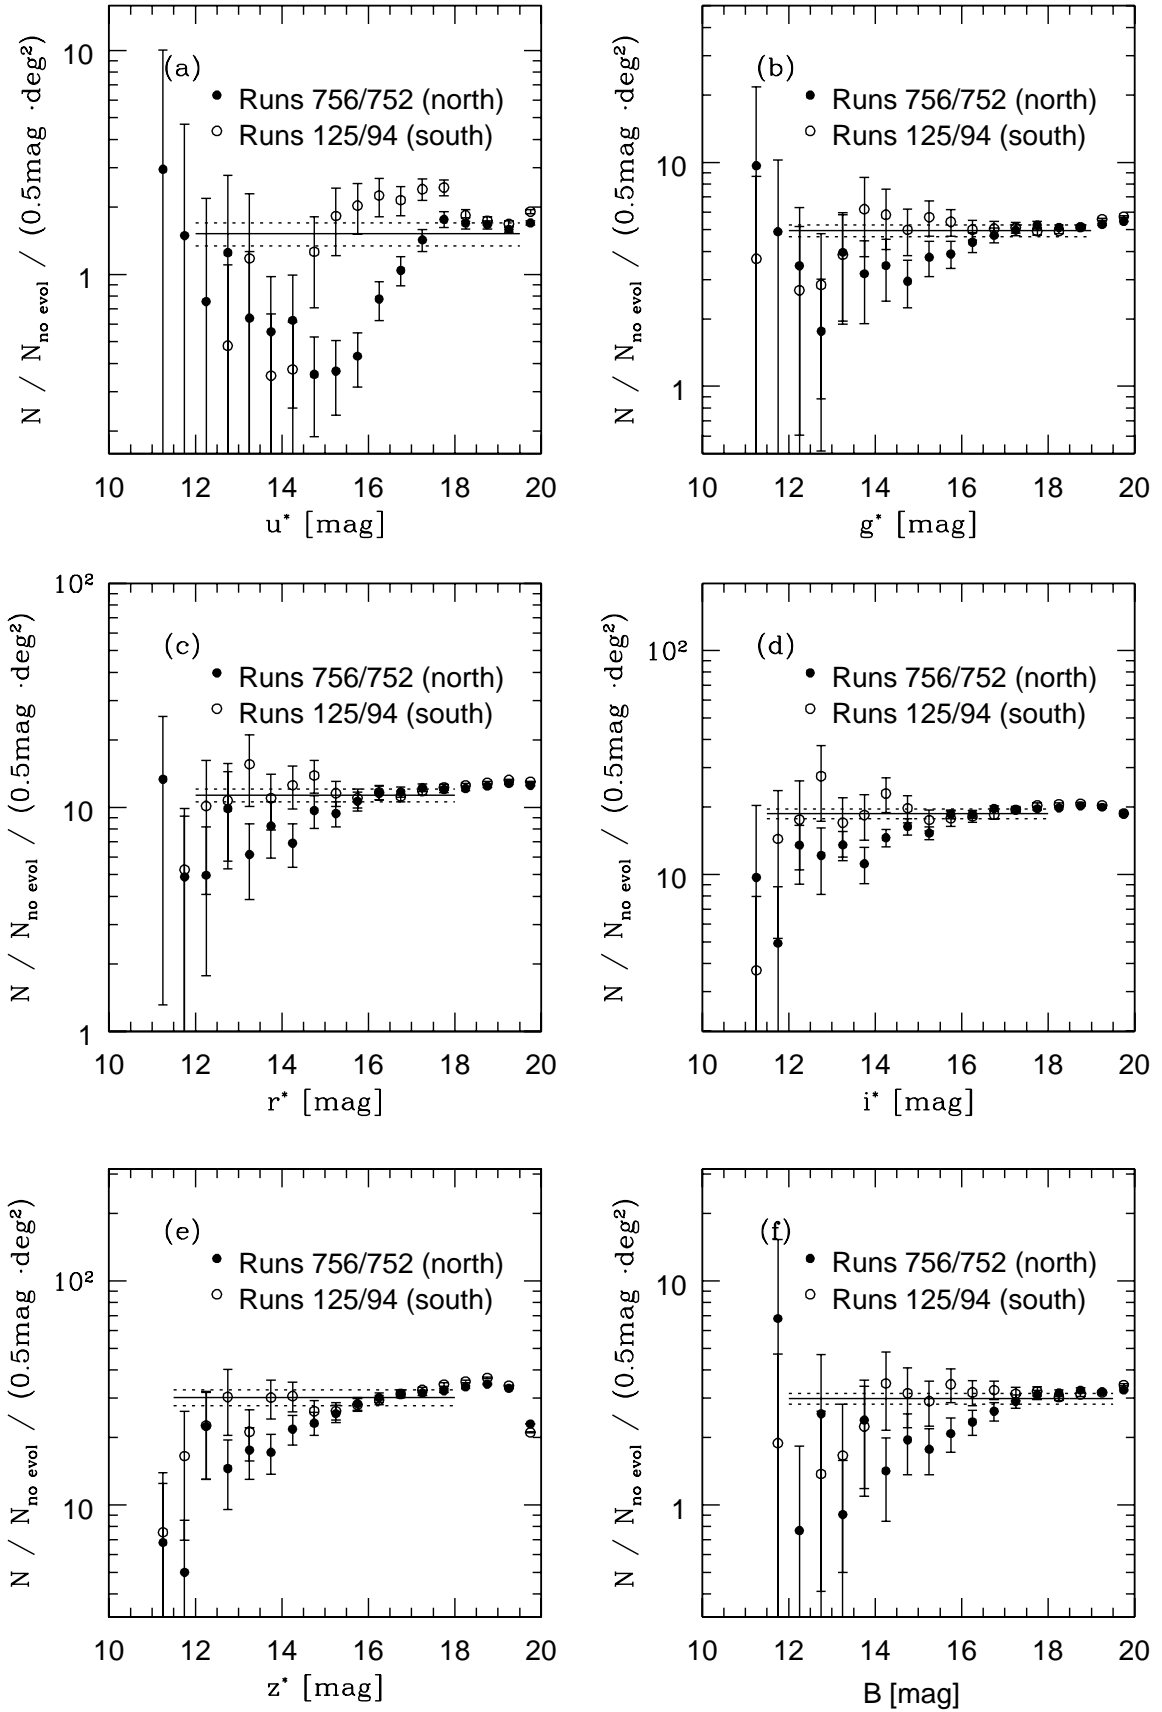 (a)
Runs 756/752 (north)
Runs 125/94 (south)
10
1
N / N no evol / (0.5mag ·deg²)
10 12 14 16 18 20
u* [mag]
(b)
Runs 756/752 (north)
Runs 125/94 (south)
10
1
N / N no evol / (0.5mag ·deg²)
10 12 14 16 18 20
g* [mag]
(c)
Runs 756/752 (north)
Runs 125/94 (south)
10²
10
1
N / N no evol / (0.5mag ·deg²)
10 12 14 16 18 20
r* [mag]
(d)
Runs 756/752 (north)
Runs 125/94 (south)
10²
10
N / N no evol / (0.5mag ·deg²)
10 12 14 16 18 20
i* [mag]
(e)
Runs 756/752 (north)
Runs 125/94 (south)
10²
10
N / N no evol / (0.5mag ·deg²)
10 12 14 16 18 20
z* [mag]
(f)
Runs 756/752 (north)
Runs 125/94 (south)
10
1
N / N no evol / (0.5mag ·deg²)
10 12 14 16 18 20
B [mag]